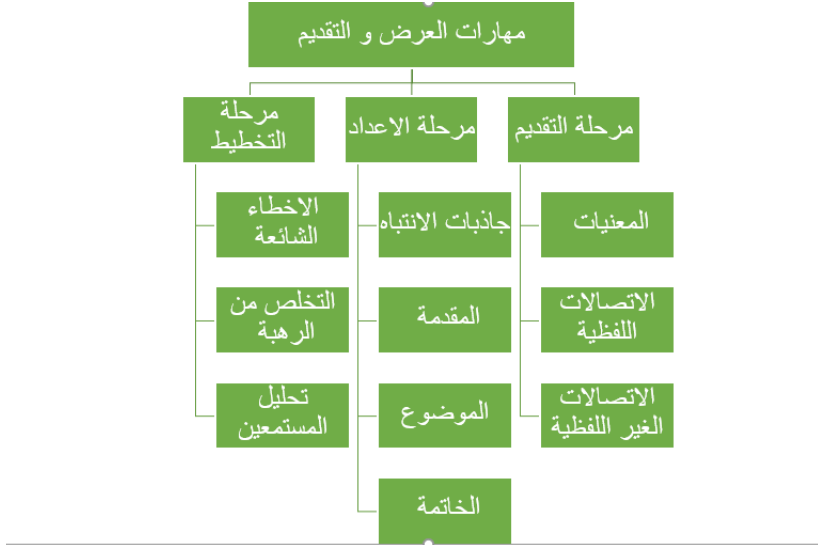 مهارات العرض و التقديم
مرحلة التقديم
المعنيات
الاتصالات
اللفظية
الاتصالات
الغير اللفظية
مرحلة الاعداد
جاذبات الانتباه
المقدمة
الموضوع
الخاتمة
مرحلة
التخطيط
الاخطاء
الشائعة
التخلص من
الرهبة
تحليل
المستمعين